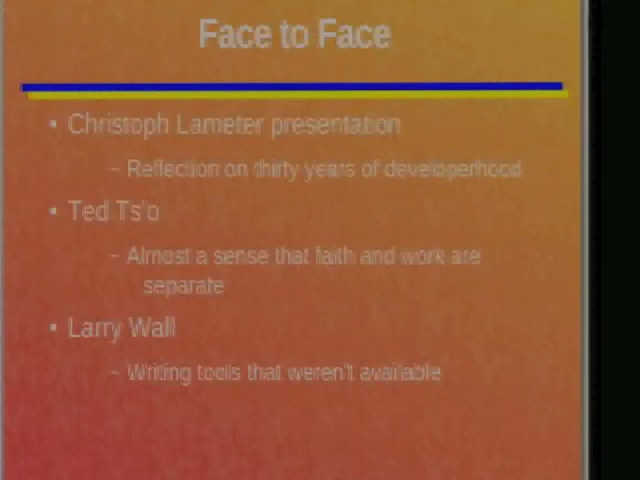 Face to Face
• Christoph Lameter presentation
– Reflection on thirty years of developerhood
• Ted Ts'o
– Almost a sense that faith and work are
separate
• Larry Wall
– Writing tools that weren't available